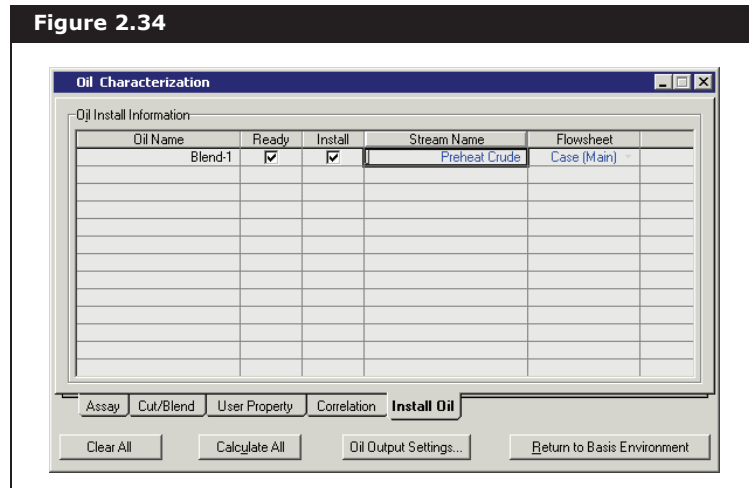 Figure 2.34
Oil Characterization
Oil Install Information
Oil Name Ready Install Stream Name Flowsheet
Blend-1 Preheat Crude Case (Main)
Assay Cut/Blend User Property Correlation Install Oil
Clear All Calculate All Oil Output Settings... Return to Basis Environment